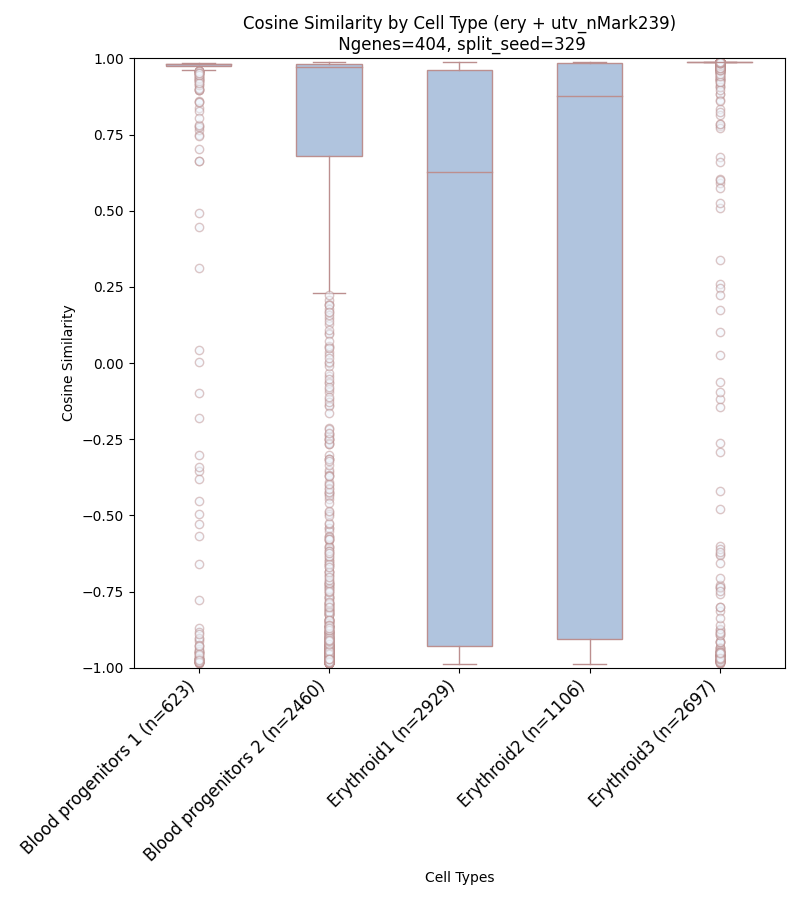 Cosine Similarity by Cell Type (ery + utv_nMark239)
Ngenes=404, split_seed=329
1.00
0.75
0.50
0.25
0.00
−0.25
−0.50
−0.75
−1.00
Cosine Similarity
Blood progenitors 1 (n=623)
Blood progenitors 2 (n=2460)
Erythroid1 (n=2929)
Erythroid2 (n=1106)
Erythroid3 (n=2697)
Cell Types